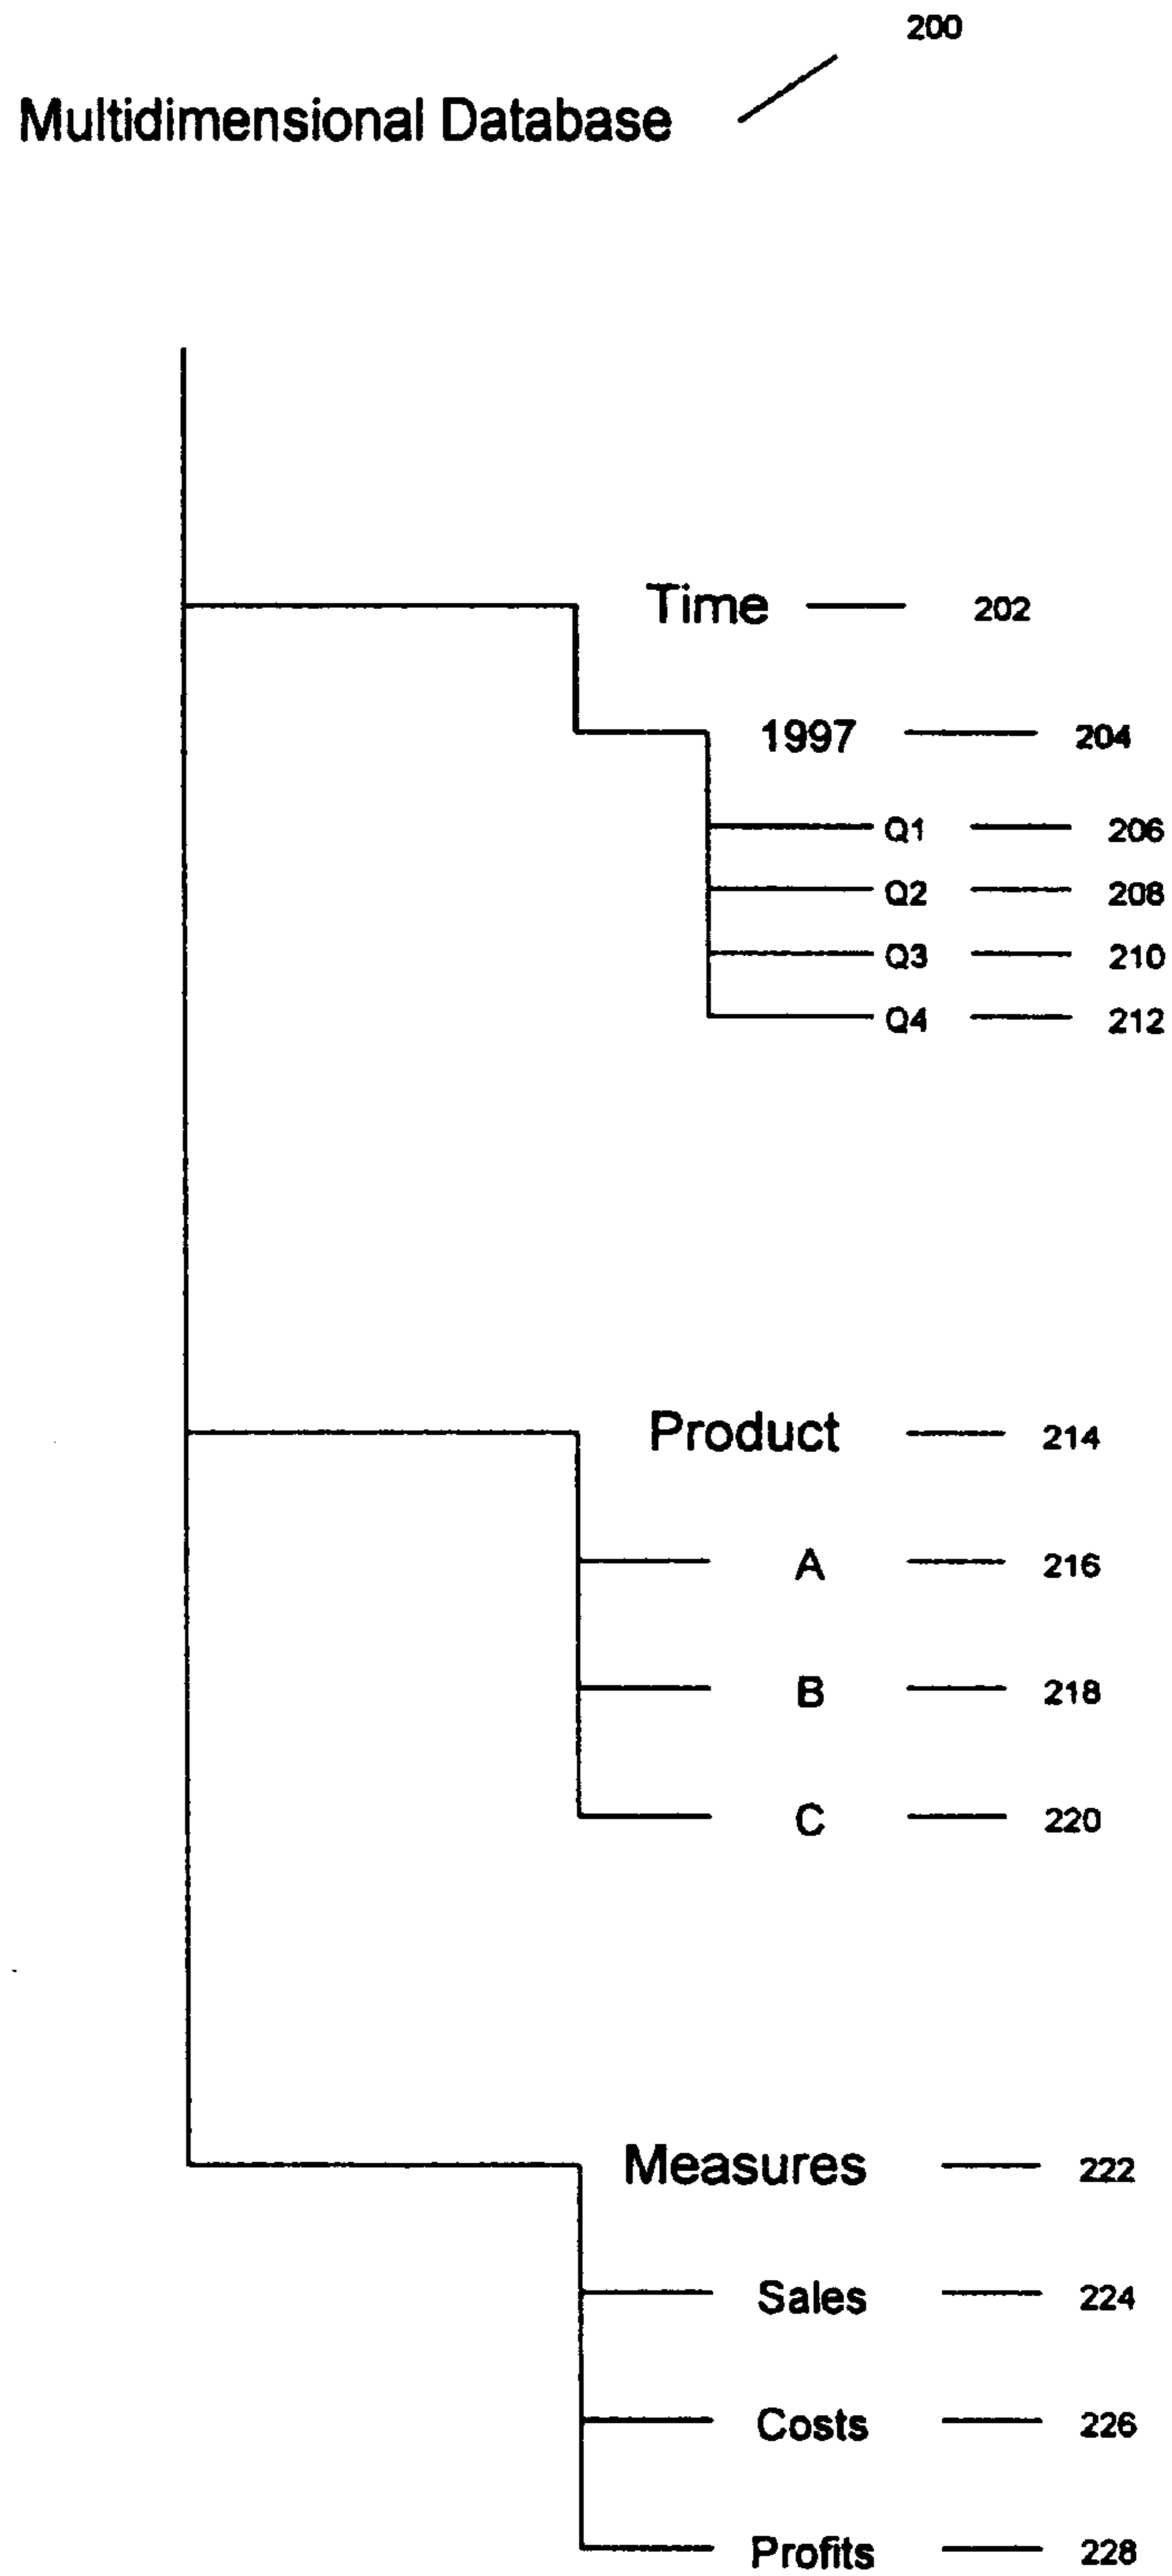 200
Multidimensional Database
Time 202
1997 204
Q1 206
Q2 208
Q3 210
Q4 212
Product 214
A 216
B 218
C 220
Measures 222
Sales 224
Costs 226
Profits 228